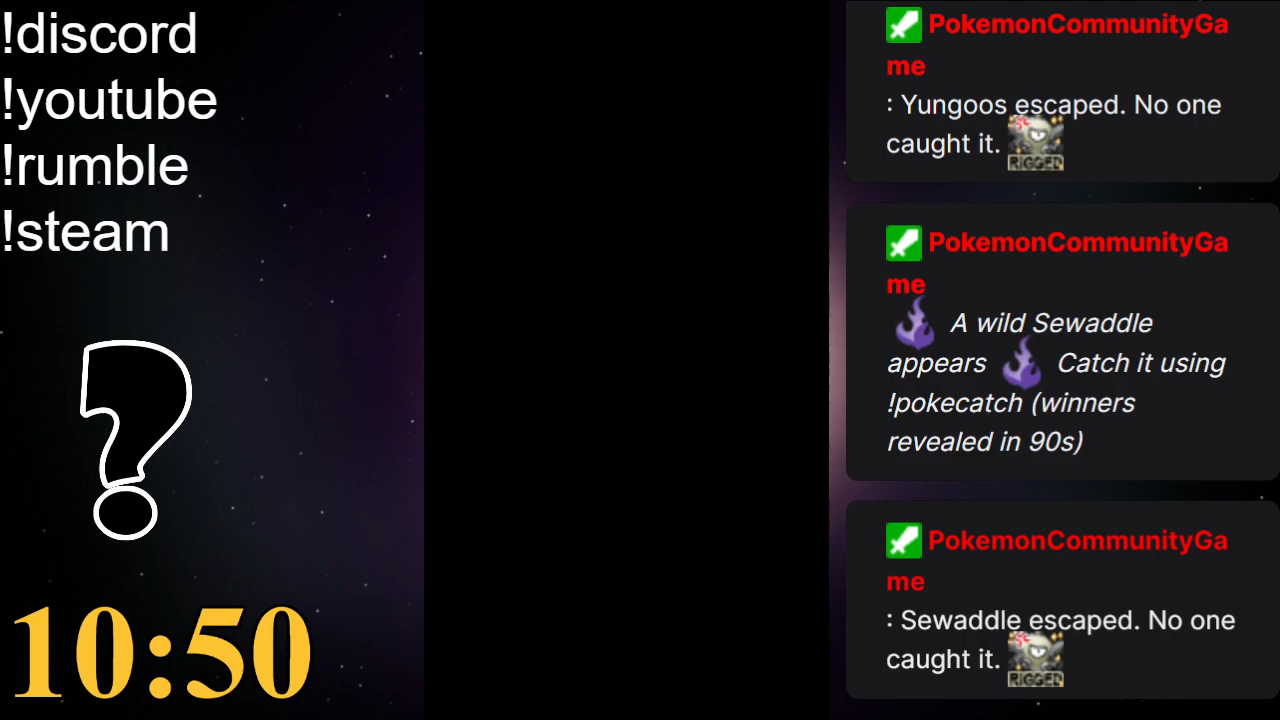 !discord
!youtube
!rumble
!steam
?
10:50
PokemonCommunityGa
me
: Yungoos escaped. No one
caught it. RIGGED
PokemonCommunityGa
me
A wild Sewaddle
appears Catch it using
!pokecatch (winners
revealed in 90s)
PokemonCommunityGa
me
: Sewaddle escaped. No one
caught it. RIGGED